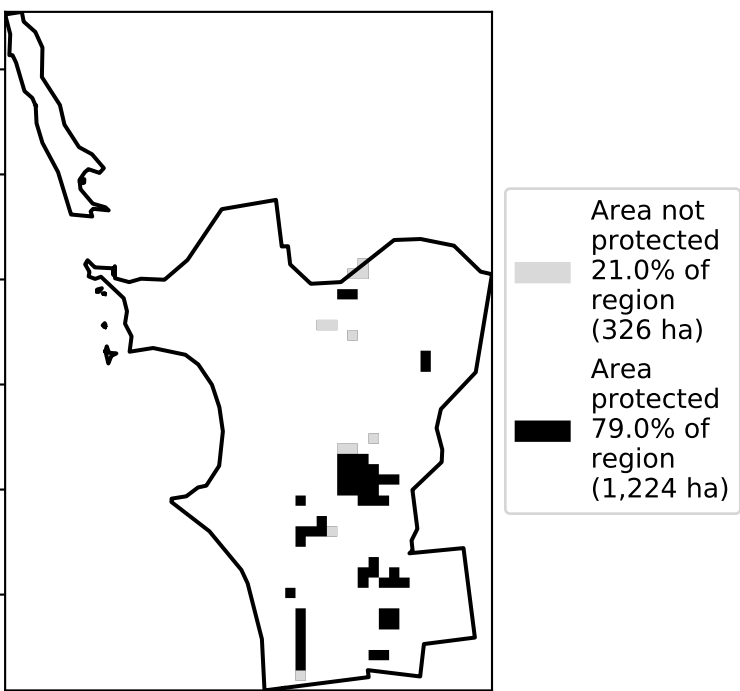 Area not
protected
21.0% of
region
(326 ha)
Area
protected
79.0% of
region
(1,224 ha)